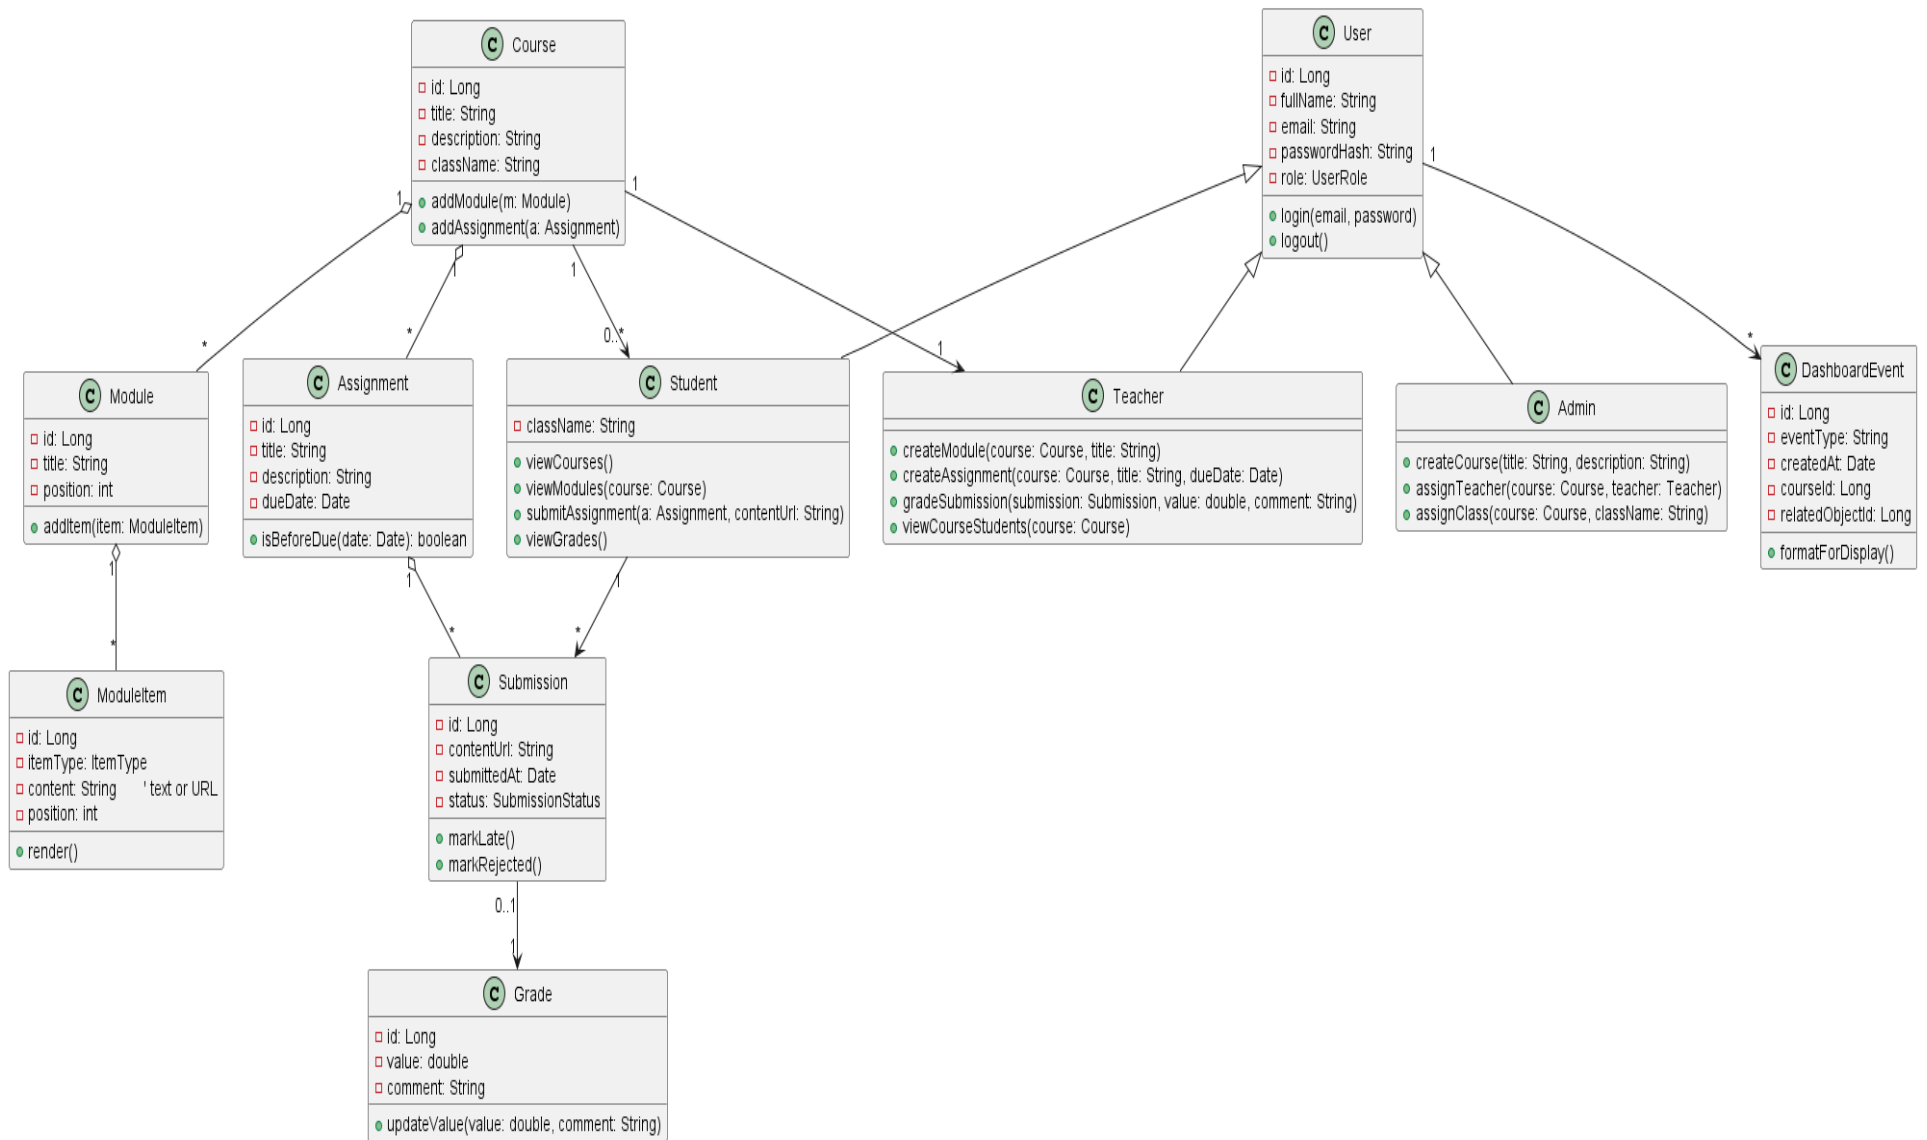 C Course
id: Long
title: String
description: String
className: String
addModule(m: Module)
addAssignment(a: Assignment)
C User
id: Long
fullName: String
email: String
passwordHash: String
role: UserRole
login(email, password)
logout()
1
1
1
1
1
*
*
0..*
1
*
C Module
id: Long
title: String
position: int
addItem(item: ModuleItem)
C Assignment
id: Long
title: String
description: String
dueDate: Date
isBeforeDue(date: Date): boolean
C Student
className: String
viewCourses()
viewModules(course: Course)
submitAssignment(a: Assignment, contentUrl: String)
viewGrades()
C Teacher
createModule(course: Course, title: String)
createAssignment(course: Course, title: String, dueDate: Date)
gradeSubmission(submission: Submission, value: double, comment: String)
viewCourseStudents(course: Course)
C Admin
createCourse(title: String, description: String)
assignTeacher(course: Course, teacher: Teacher)
assignClass(course: Course, className: String)
C DashboardEvent
id: Long
eventType: String
createdAt: Date
courseId: Long
relatedObjectId: Long
formatForDisplay()
1
1
1
*
*
*
C ModuleItem
id: Long
itemType: ItemType
content: String ' text or URL
position: int
render()
C Submission
id: Long
contentUrl: String
submittedAt: Date
status: SubmissionStatus
markLate()
markRejected()
0..1
1
C Grade
id: Long
value: double
comment: String
updateValue(value: double, comment: String)